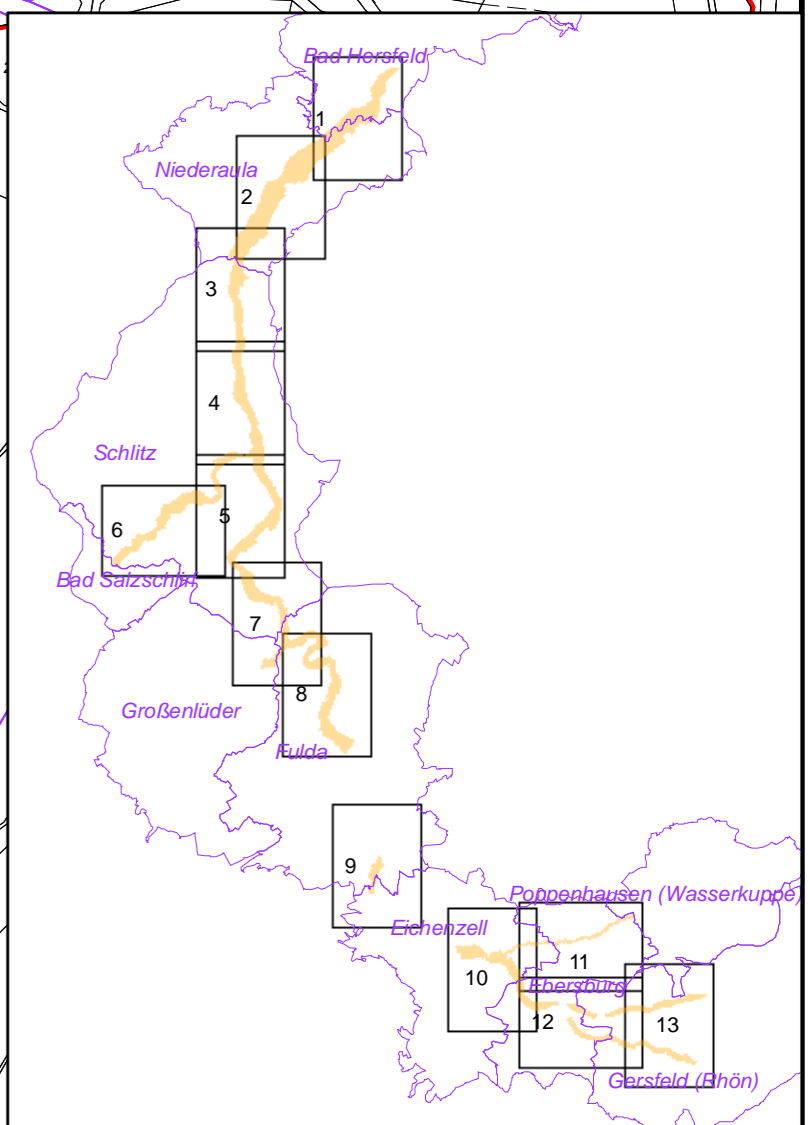 Bad Hersfeld
1
Niederaula
2
3
4
Schlitz
5
6
Bad Salzschlirf
7
8
Großenlüder
Fulda
9
Poppenhausen (Wasserkuppe)
Eichenzell
11
10
Ebersburg
12
13
Gersfeld (Rhön)